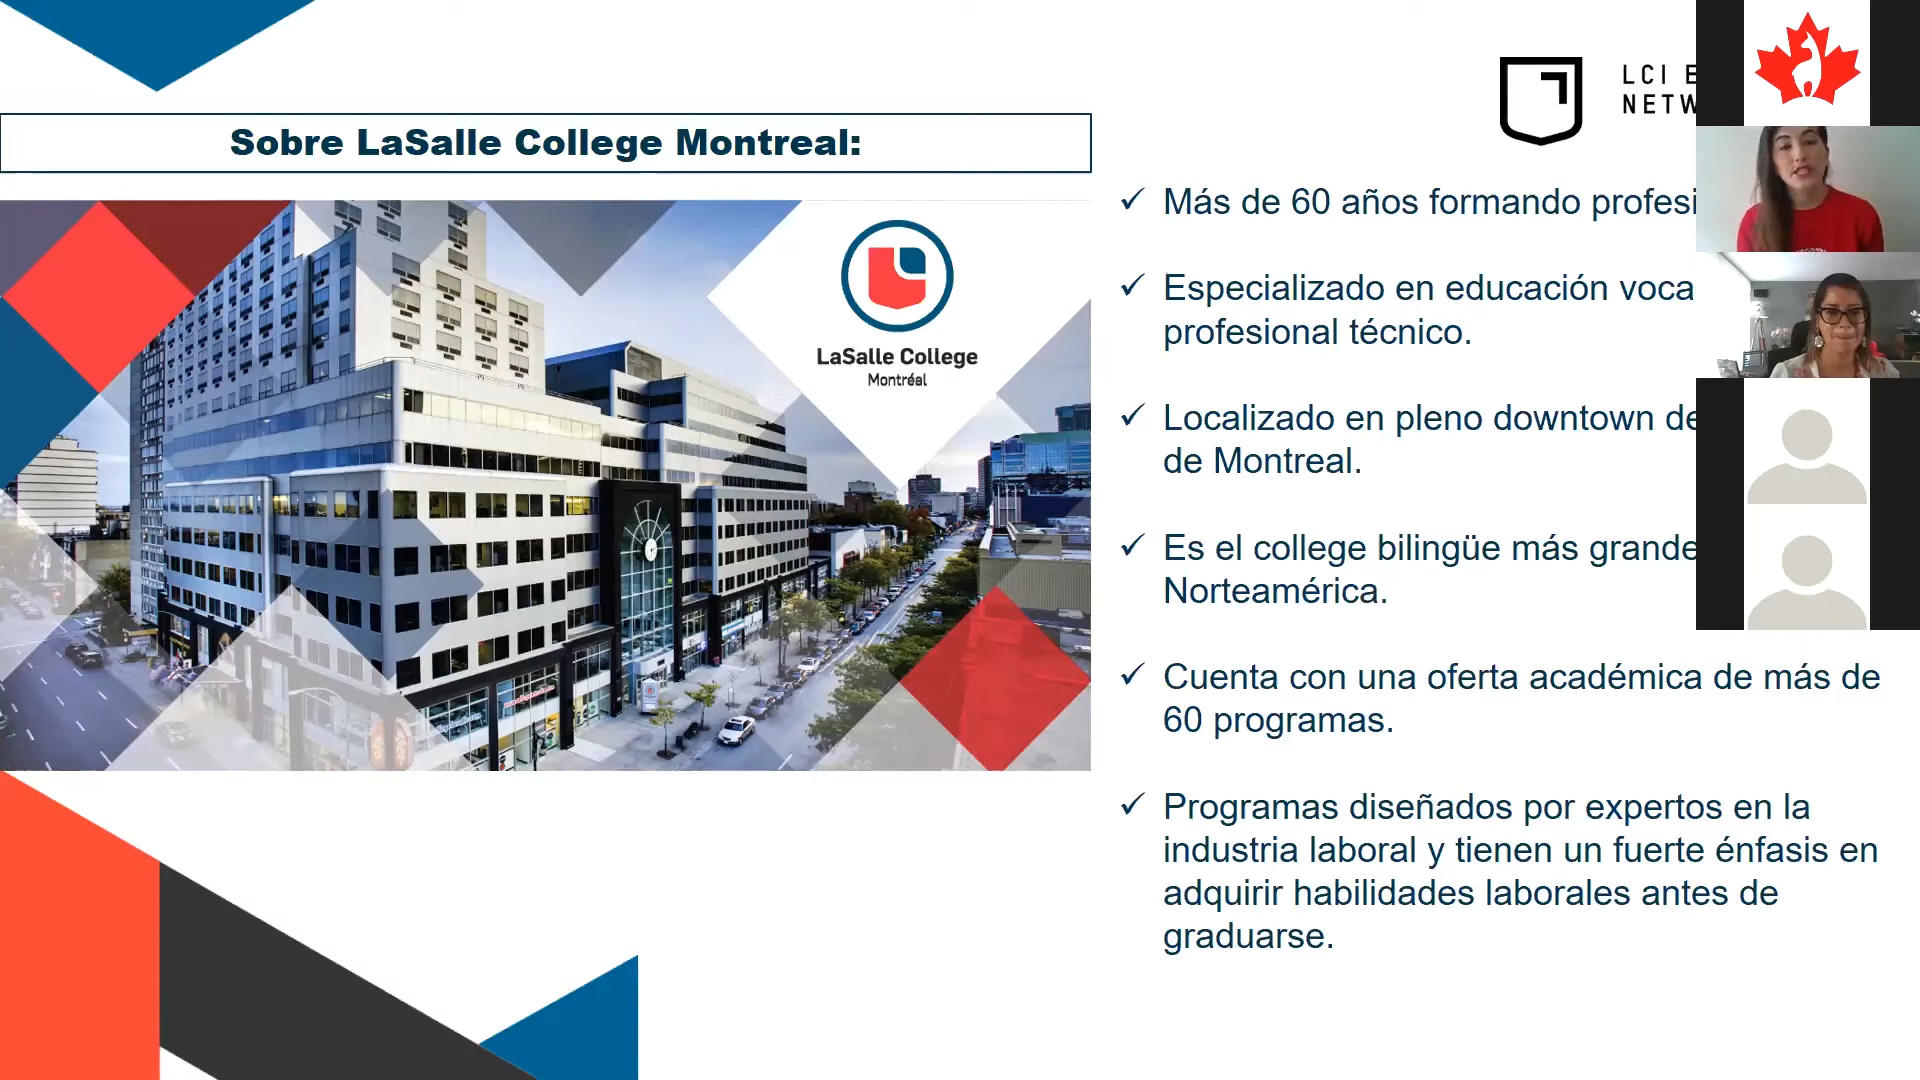 LCI E
NETW
Sobre LaSalle College Montreal:
LaSalle College
Montréal
Más de 60 años formando profesi
Especializado en educación voca
profesional técnico.
Localizado en pleno downtown de
de Montreal.
Es el college bilingüe más grande
Norteamérica.
Cuenta con una oferta académica de más de
60 programas.
Programas diseñados por expertos en la
industria laboral y tienen un fuerte énfasis en
adquirir habilidades laborales antes de
graduarse.